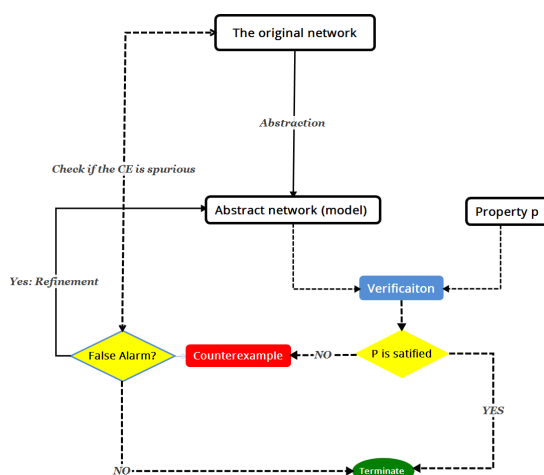 The original network
Abstraction
Check if the CE is spurious
Abstract network (model)
Property p
Yes: Refinement
Verificaiton
False Alarm?
Counterexample
NO
P is satified
YES
NO
Terminate